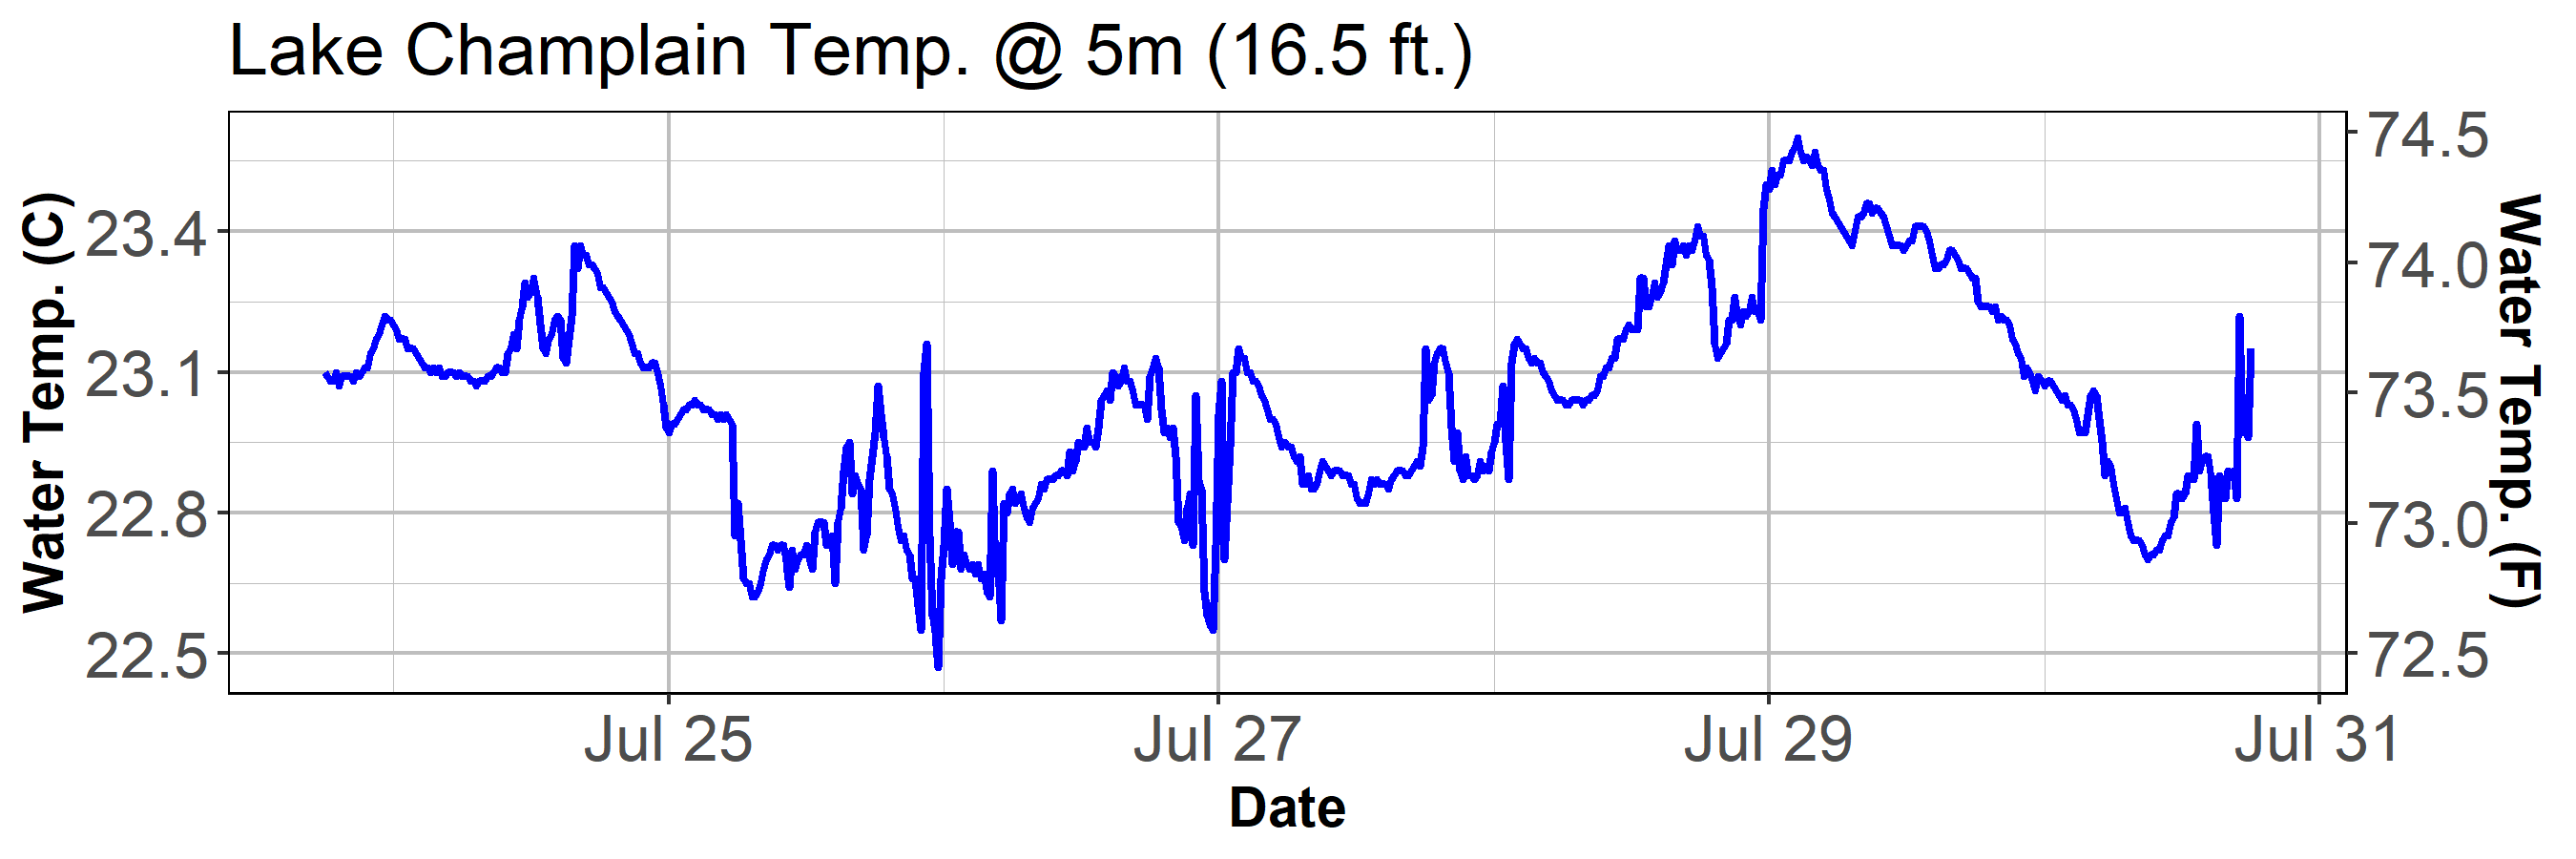 Lake Champlain Temp. @ 5m (16.5 ft.)
Water Temp. (C)
23.4
23.1
22.8
22.5
74.5
74.0
73.5
73.0
72.5
Water Temp. (F)
Jul 25 Jul 27 Jul 29 Jul 31
Date